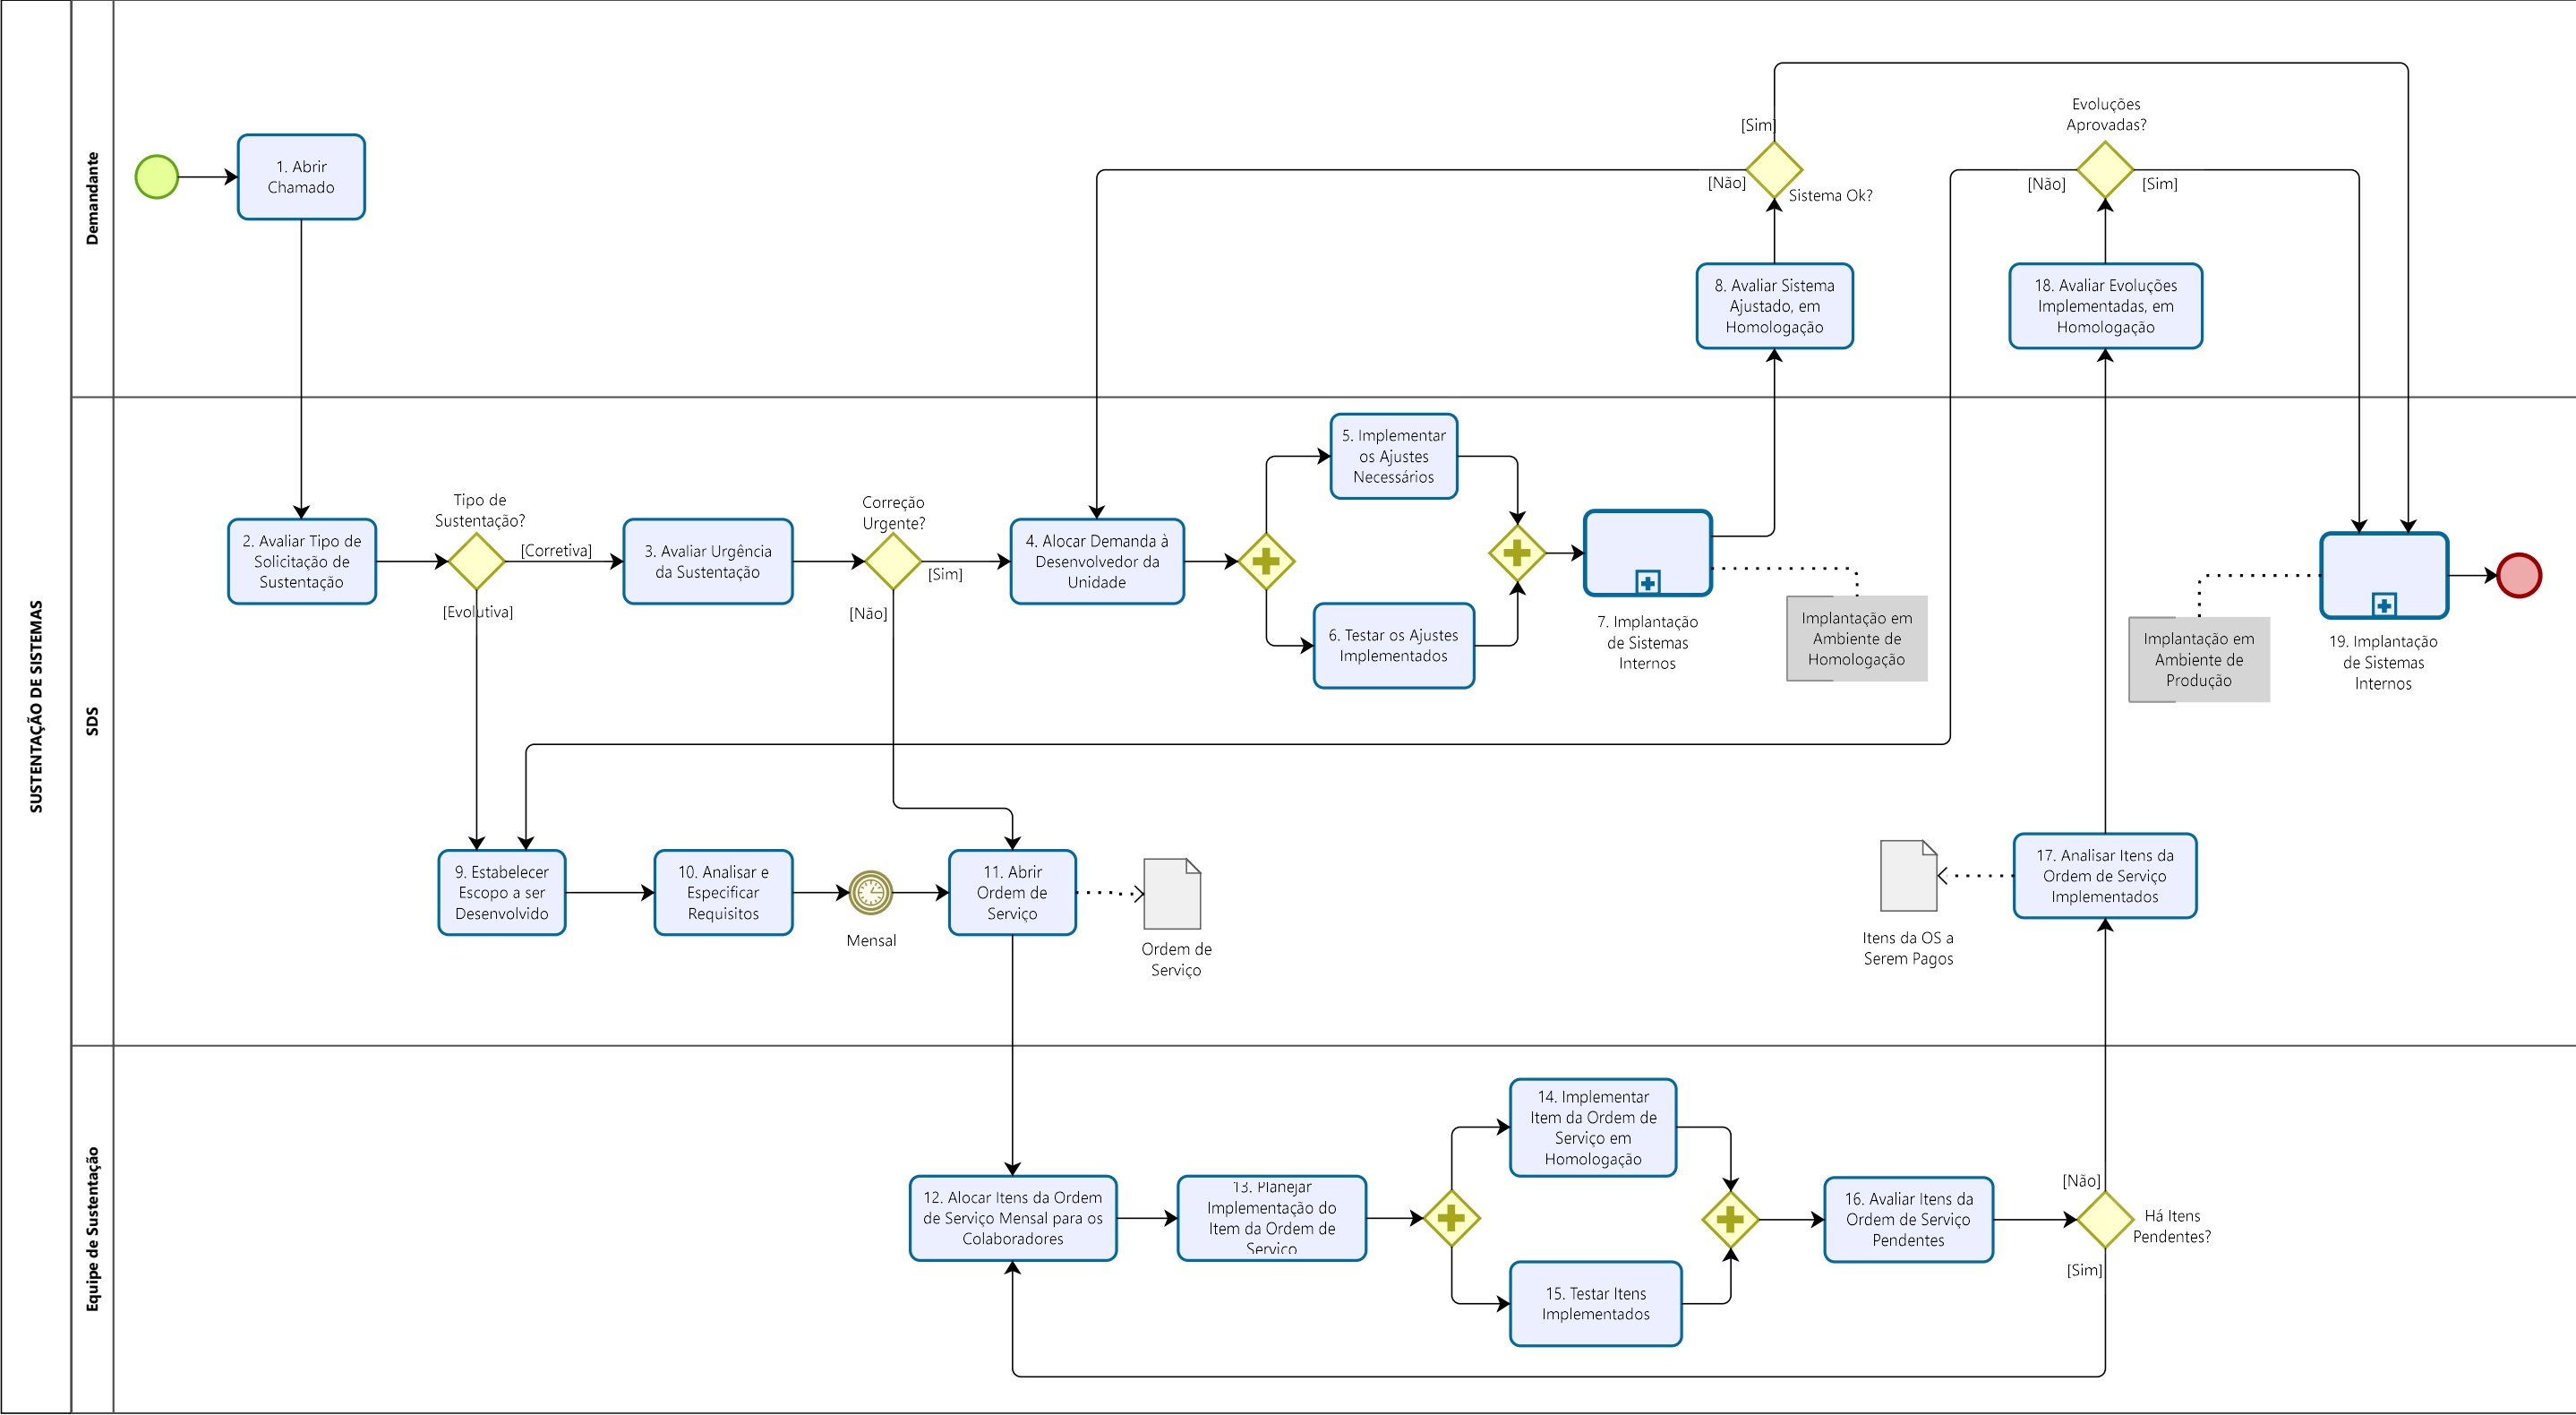 SUSTENTAÇÃO DE SISTEMAS
Demandante
1. Abrir
Chamado
[Sim]
[Não]
Sistema Ok?
Evoluções
Aprovadas?
[Não]
[Sim]
8. Avaliar Sistema
Ajustado, em
Homologação
18. Avaliar Evoluções
Implementadas, em
Homologação
SDS
2. Avaliar Tipo de
Solicitação de
Sustentação
Tipo de
Sustentação?
[Corretiva]
[Evolutiva]
3. Avaliar Urgência
da Sustentação
Correção
Urgente?
[Sim]
[Não]
4. Alocar Demanda à
Desenvolvedor da
Unidade
5. Implementar
os Ajustes
Necessários
6. Testar os Ajustes
Implementados
7. Implantação
de Sistemas
Internos
Implantação em
Ambiente de
Homologação
Implantação em
Ambiente de
Produção
19. Implantação
de Sistemas
Internos
9. Estabelecer
Escopo a ser
Desenvolvido
10. Analisar e
Especificar
Requisitos
Mensal
11. Abrir
Ordem de
Serviço
Ordem de
Serviço
Itens da OS a
Serem Pagos
17. Analisar Itens da
Ordem de Serviço
Implementados
Equipe de Sustentação
12. Alocar Itens da Ordem
de Serviço Mensal para os
Colaboradores
13. Planejar
Implementação do
Item da Ordem de
Serviço
14. Implementar
Item da Ordem de
Serviço em
Homologação
15. Testar Itens
Implementados
16. Avaliar Itens da
Ordem de Serviço
Pendentes
[Não]
Há Itens
Pendentes?
[Sim]